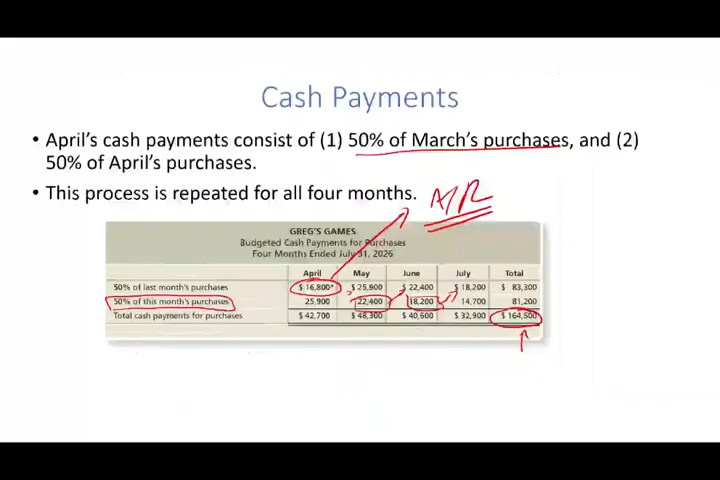 Cash Payments
• April's cash payments consist of (1) 50% of March's purchases, and (2)
50% of April's purchases.
• This process is repeated for all four months.
GREG'S GAMES
Budgeted Cash Payments for Purchases
Four Months Ended July 31, 2026
April May June July Total
50% of last month's purchases $ 16,800* $ 25,900 $ 22,400 $ 18,200 $ 83,300
50% of this month's purchases 25,900 22,400 18,200 14,700 81,200
Total cash payments for purchases $ 42,700 $ 48,300 $ 40,600 $ 32,900 $ 164,500